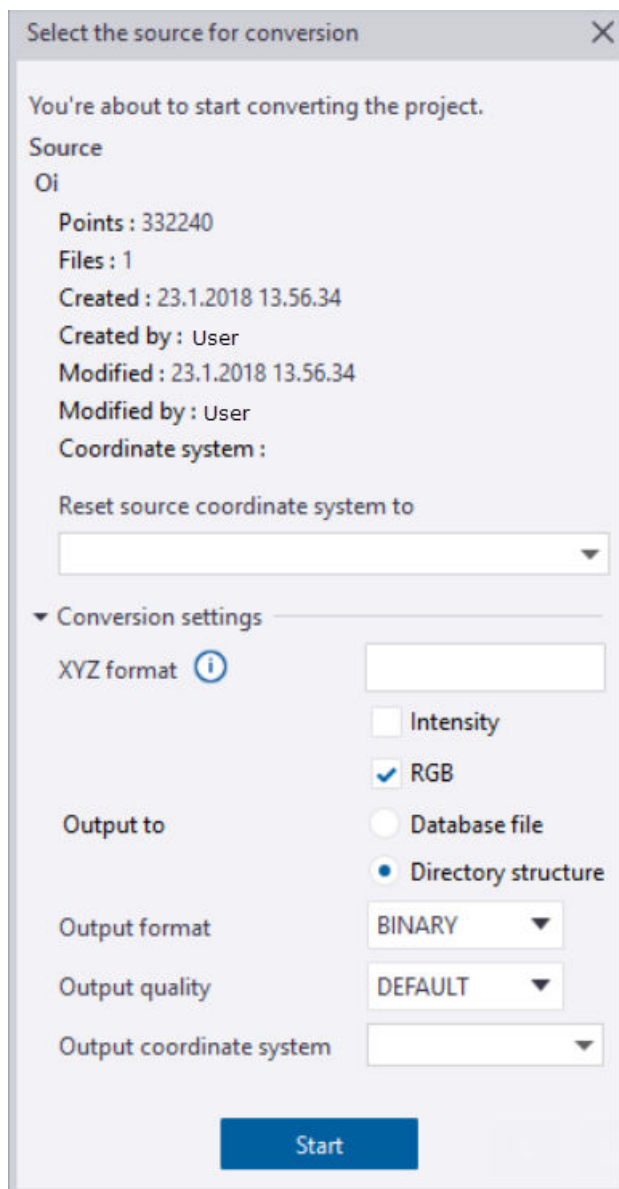 Select the source for conversion
You're about to start converting the project.
Source
Oi
Points : 332240
Files : 1
Created : 23.1.2018 13.56.34
Created by : User
Modified : 23.1.2018 13.56.34
Modified by : User
Coordinate system :
Reset source coordinate system to
Conversion settings
XYZ format
Intensity
RGB
Output to
Database file
Directory structure
Output format BINARY
Output quality DEFAULT
Output coordinate system
Start